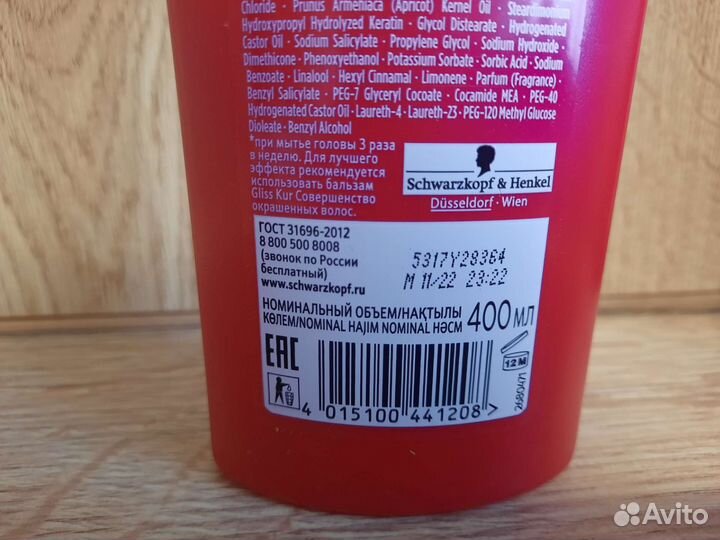 Chloride · Prunus Armeniaca (Apricot) Kernel Oil · Steardimonium
Hydroxypropyl Hydrolyzed Keratin · Glycol Distearate · Hydrogenated
Castor Oil · Sodium Salicylate · Propylene Glycol · Sodium Hydroxide ·
Dimethicone · Phenoxyethanol · Potassium Sorbate · Sorbic Acid · Sodium
Benzoate · Linalool · Hexyl Cinnamal · Limonene · Parfum (Fragrance) ·
Benzyl Salicylate · PEG-7 Glyceryl Cocoate · Cocamide MEA · PEG-40
Hydrogenated Castor Oil · Laureth-4 · Laureth-23 · PEG-120 Methyl Glucose
Dioleate · Benzyl Alcohol
*при мытье головы 3 раза
в неделю. Для лучшего
эффекта рекомендуется
использовать бальзам
Gliss Kur Совершенство
окрашенных волос.
Schwarzkopf & Henkel
Düsseldorf · Wien
ГОСТ 31696-2012
8 800 500 8008
(звонок по России
бесплатный)
www.schwarzkopf.ru
5317Y28364
M 11/22 23:22
НОМИНАЛЬНЫЙ ОБЪЕМ/НАҚТЫЛЫ
КӨЛЕМ/NOMINAL HAJIM NOMINAL HƏCM 400 МЛ
EAC
12 M
2680471
4 015100 441208 >
Avito